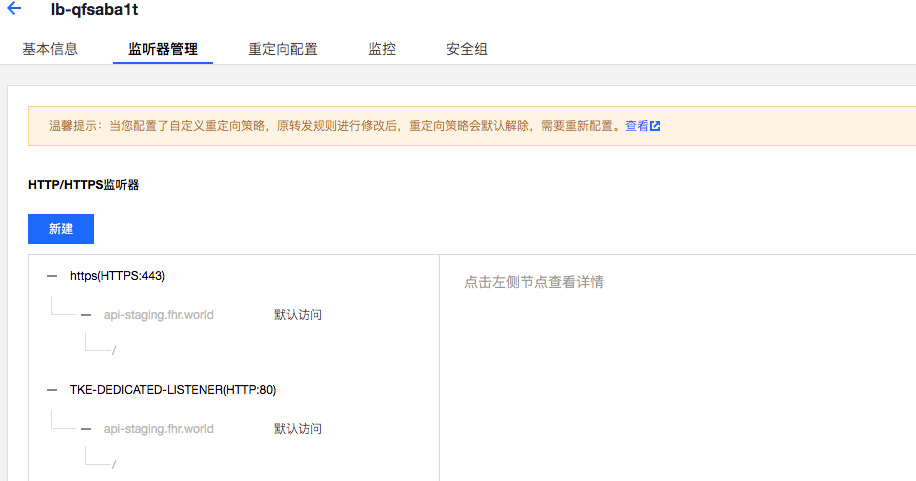 lb-qfsaba1t
基本信息 监听器管理 重定向配置 监控 安全组
温馨提示：当您配置了自定义重定向策略，原转发规则进行修改后，重定向策略会默认解除，需要重新配置。查看
HTTP/HTTPS监听器
新建
https(HTTPS:443)
点击左侧节点查看详情
api-staging.fhr.world 默认访问
/
TKE-DEDICATED-LISTENER(HTTP:80)
api-staging.fhr.world 默认访问
/